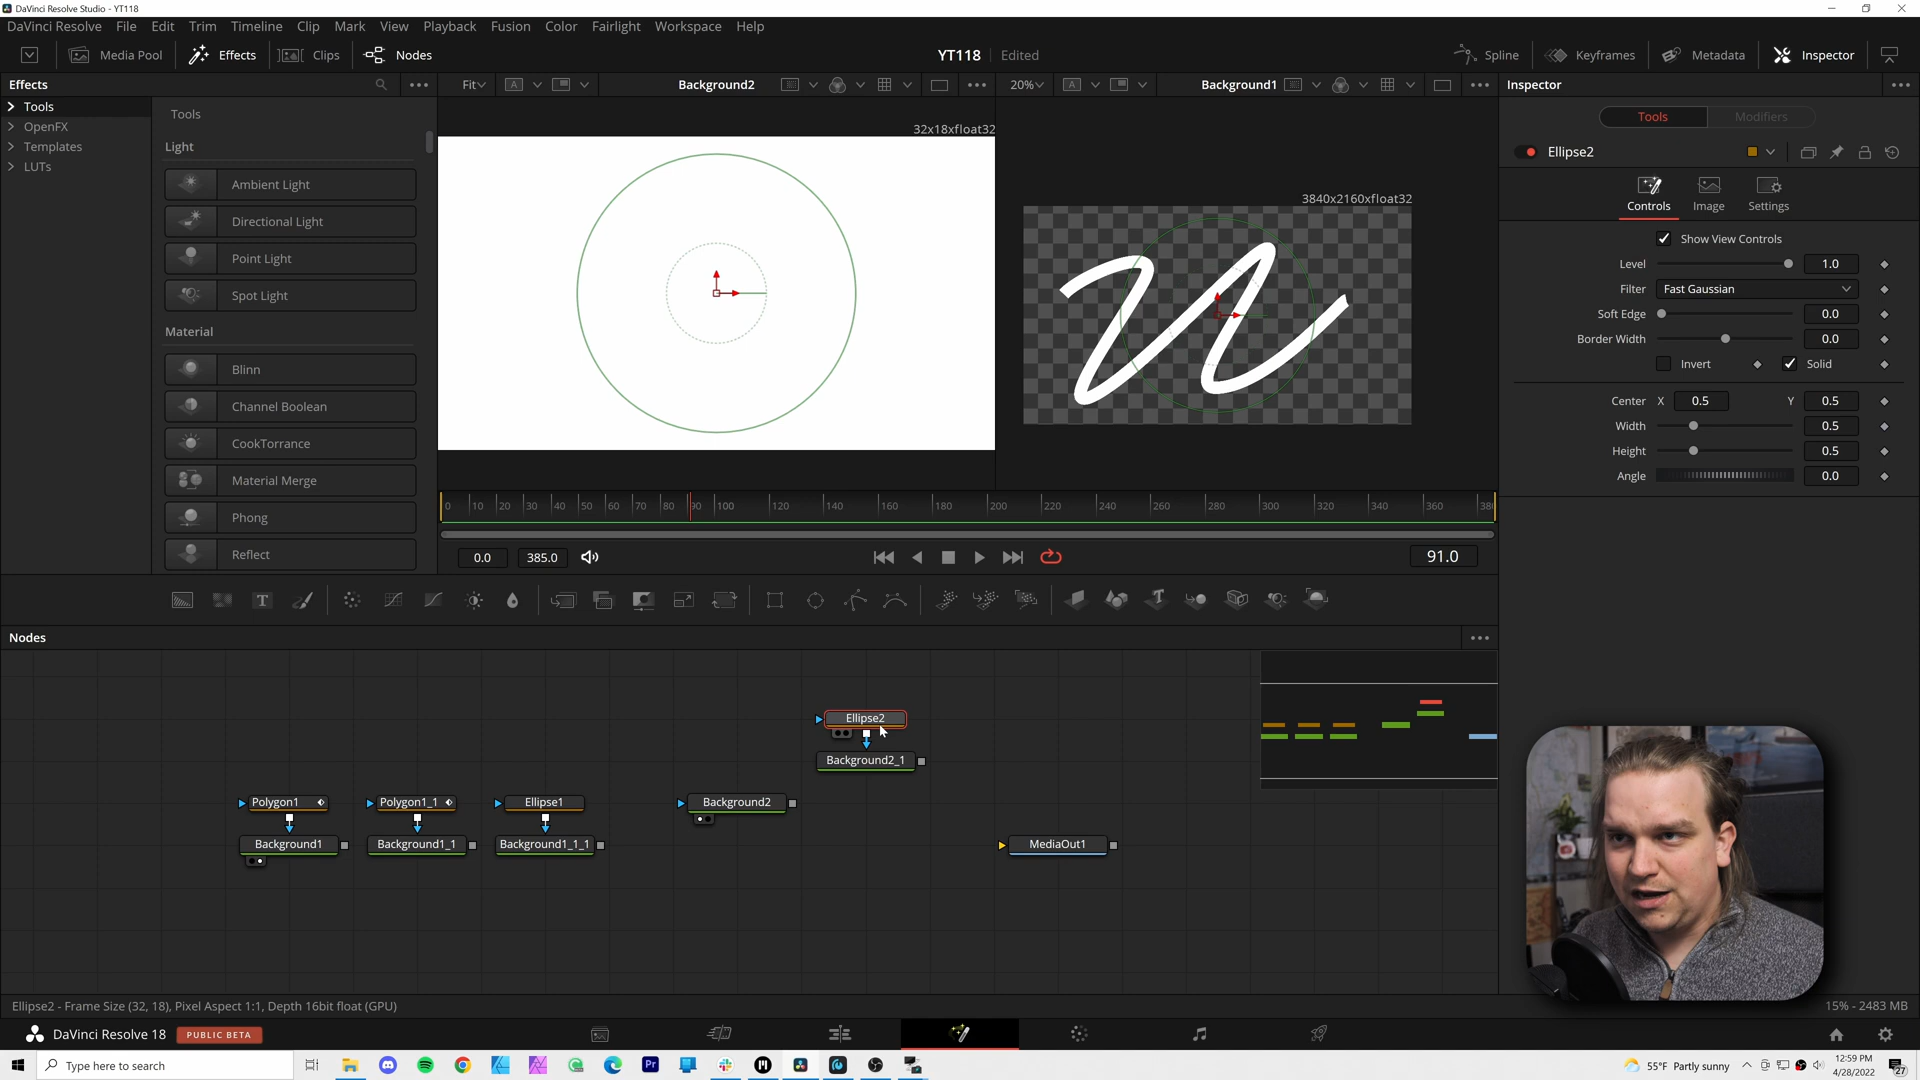 DaVinci Resolve Studio - YT118
DaVinci Resolve File Edit Trim Timeline Clip Mark View Playback Fusion Color Fairlight Workspace Help
Media Pool Effects Clips Nodes YT118 Edited Spline Keyframes Metadata Inspector
Effects Fit Background2 20% Background1 Inspector
Tools
OpenFX
Templates
LUTs
Tools
Light
Ambient Light
Directional Light
Point Light
Spot Light
Material
Blinn
Channel Boolean
CookTorrance
Material Merge
Phong
Reflect
32x18xfloat32
3840x2160xfloat32
Tools Modifiers
Ellipse2
Controls Image Settings
Show View Controls
Level 1.0
Filter Fast Gaussian
Soft Edge 0.0
Border Width 0.0
Invert Solid
Center X 0.5 Y 0.5
Width 0.5
Height 0.5
Angle 0.0
0 10 20 30 40 50 60 70 80 90 100 120 140 160 180 200 220 240 260 280 300 320 340 360 380
0.0 385.0 91.0
Nodes
Ellipse2
Background2_1
Polygon1 Polygon1_1 Ellipse1 Background2
Background1 Background1_1 Background1_1_1 MediaOut1
Ellipse2 - Frame Size (32, 18), Pixel Aspect 1:1, Depth 16bit float (GPU) 15% - 2483 MB
DaVinci Resolve 18 PUBLIC BETA
Type here to search
55°F Partly sunny
12:59 PM
4/28/2022
27